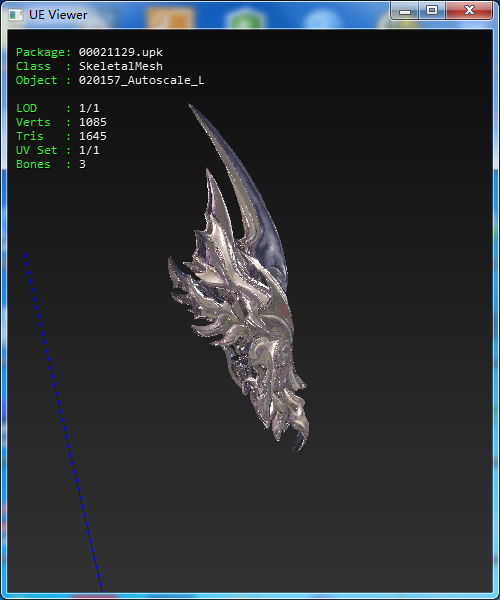 UE Viewer
Package: 00021129.upk
Class : SkeletalMesh
Object : 020157_Autoscale_L
LOD : 1/1
Verts : 1085
Tris : 1645
UV Set : 1/1
Bones : 3